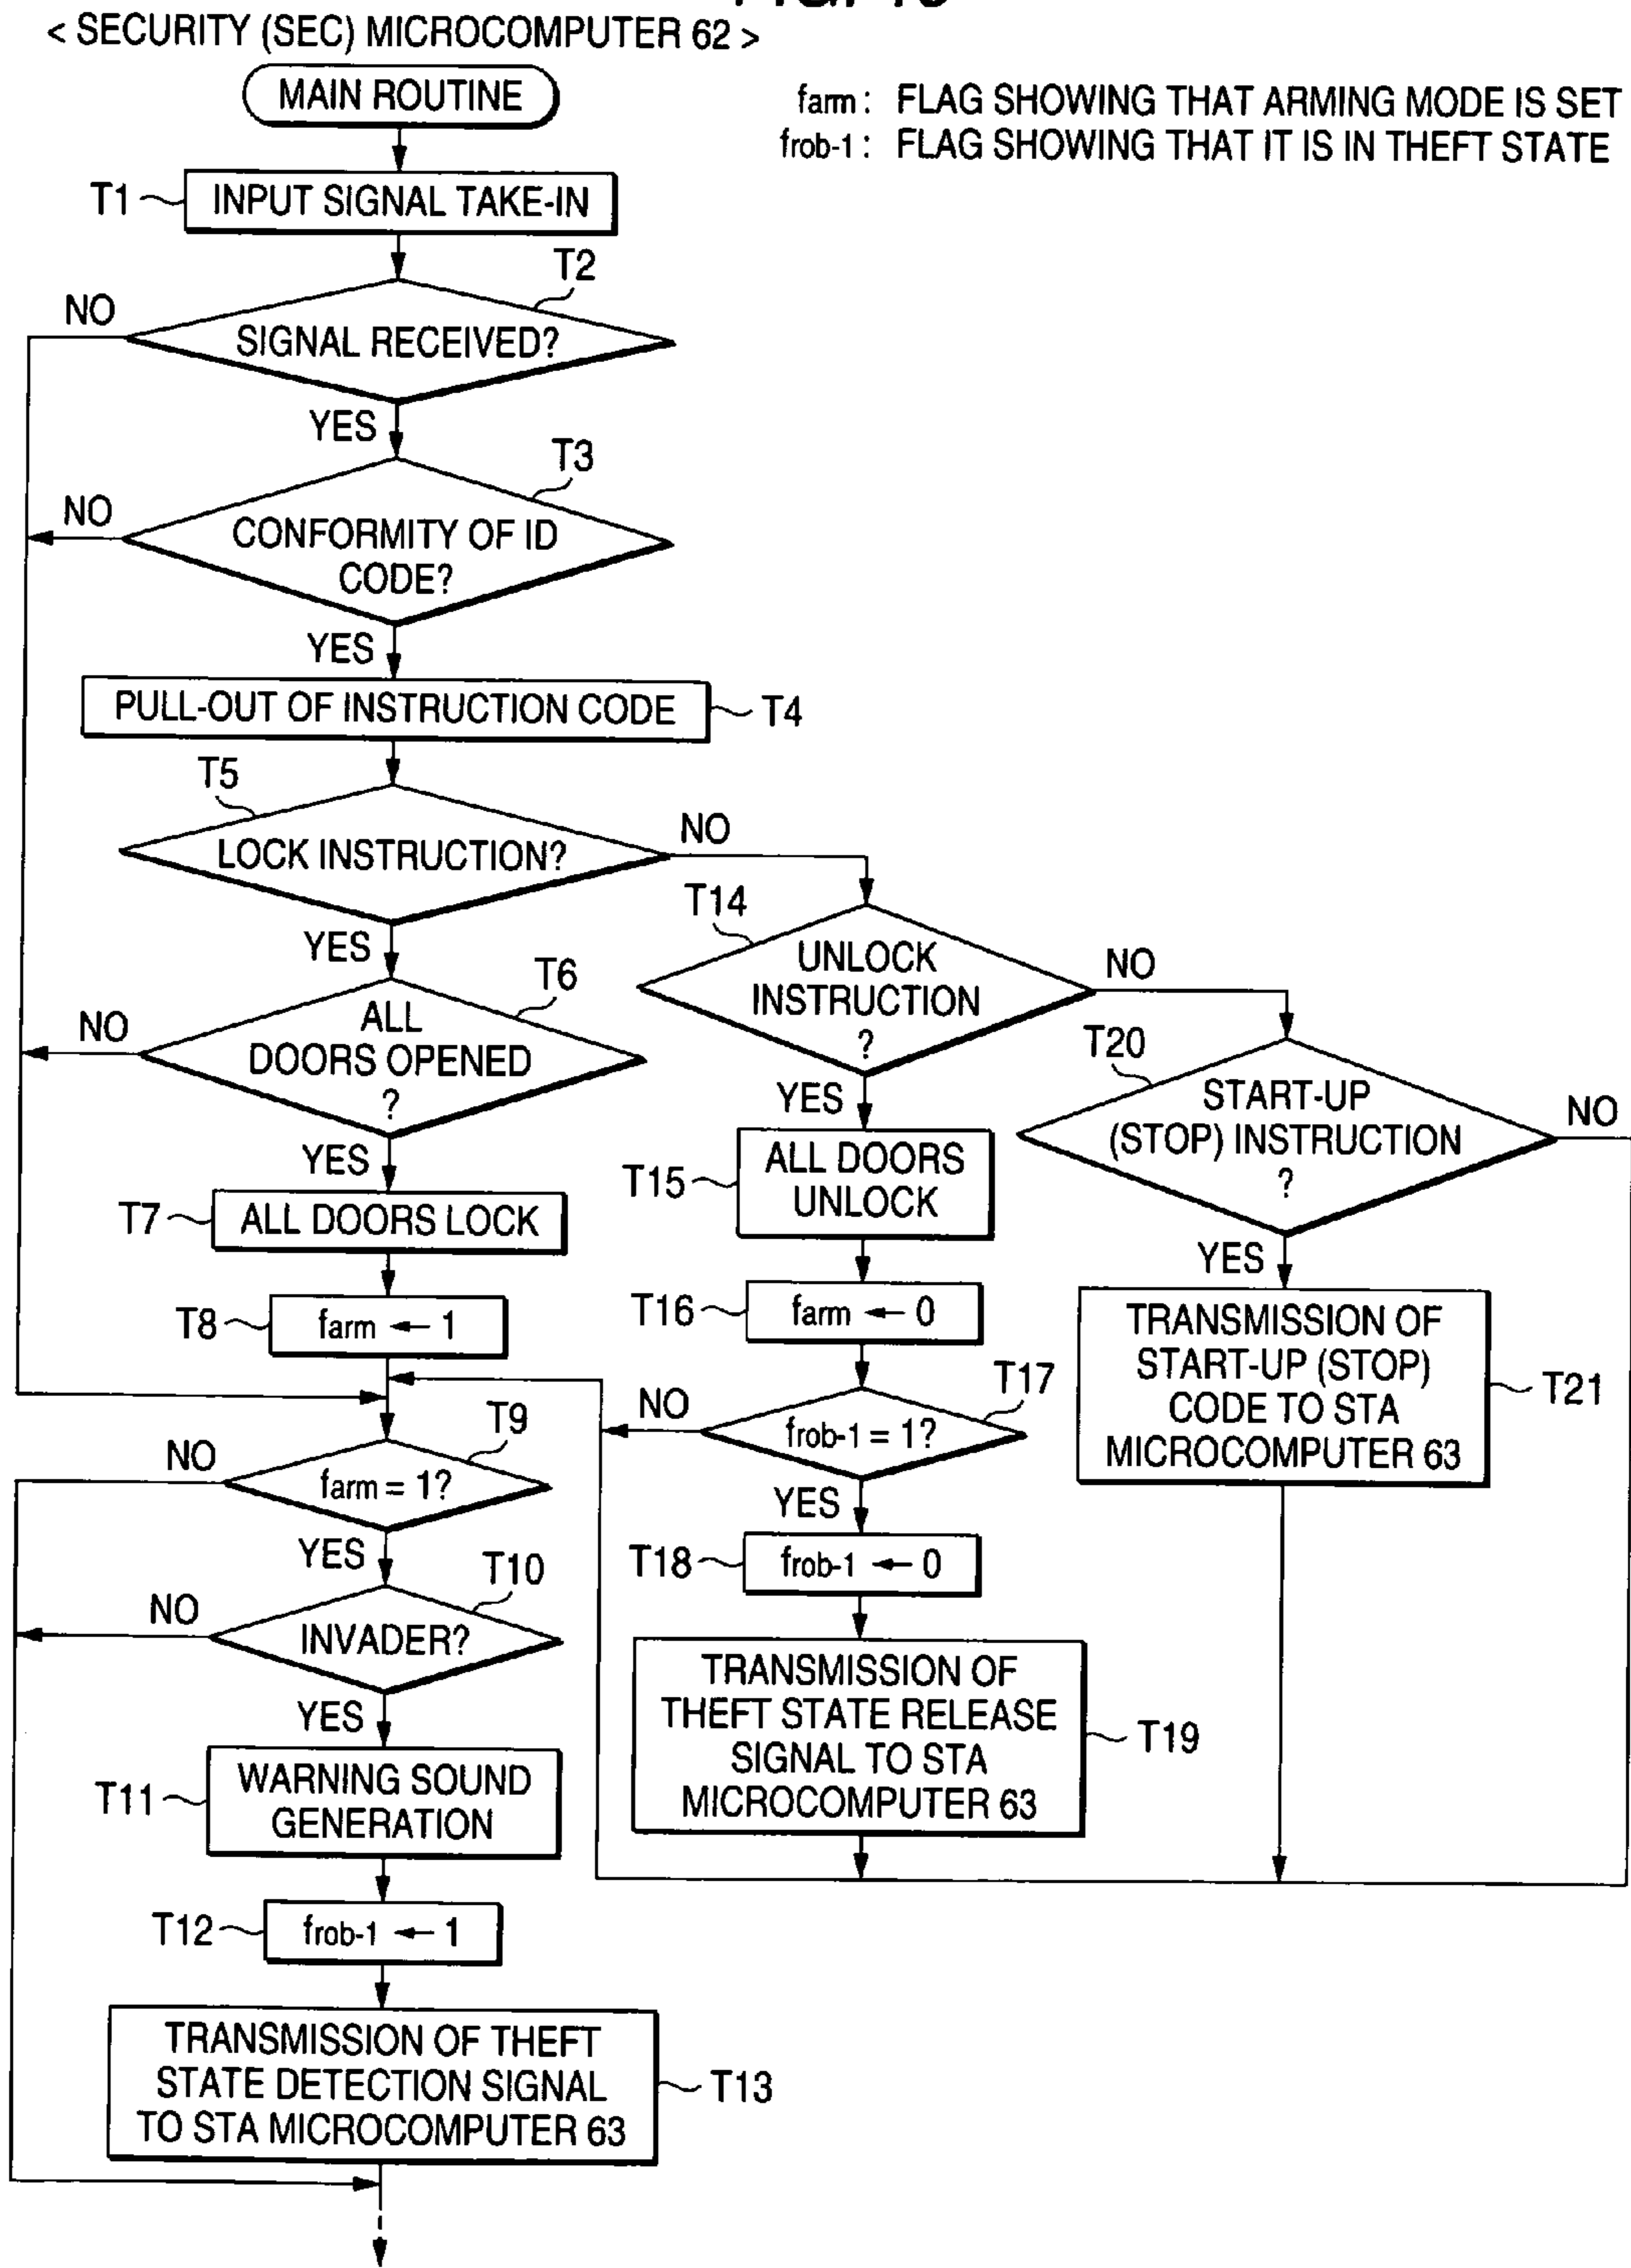 < SECURITY (SEC) MICROCOMPUTER 62 >
farm : FLAG SHOWING THAT ARMING MODE IS SET
frob-1 : FLAG SHOWING THAT IT IS IN THEFT STATE
MAIN ROUTINE
T1
INPUT SIGNAL TAKE-IN
T2
NO
SIGNAL RECEIVED?
YES
T3
NO
CONFORMITY OF ID
CODE?
YES
PULL-OUT OF INSTRUCTION CODE
T4
T5
LOCK INSTRUCTION?
NO
YES
T6
NO
ALL
DOORS OPENED
?
YES
T7
ALL DOORS LOCK
T8
farm ← 1
T9
NO
farm = 1?
YES
T10
NO
INVADER?
YES
T11
WARNING SOUND
GENERATION
T12
frob-1 ← 1
TRANSMISSION OF THEFT
STATE DETECTION SIGNAL
TO STA MICROCOMPUTER 63
T13
T14
UNLOCK
INSTRUCTION
?
NO
YES
T15
ALL DOORS
UNLOCK
T16
farm ← 0
T17
NO
frob-1 = 1?
YES
T18
frob-1 ← 0
TRANSMISSION OF
THEFT STATE RELEASE
SIGNAL TO STA
MICROCOMPUTER 63
T19
T20
START-UP
(STOP) INSTRUCTION
?
NO
YES
TRANSMISSION OF
START-UP (STOP)
CODE TO STA
MICROCOMPUTER 63
T21